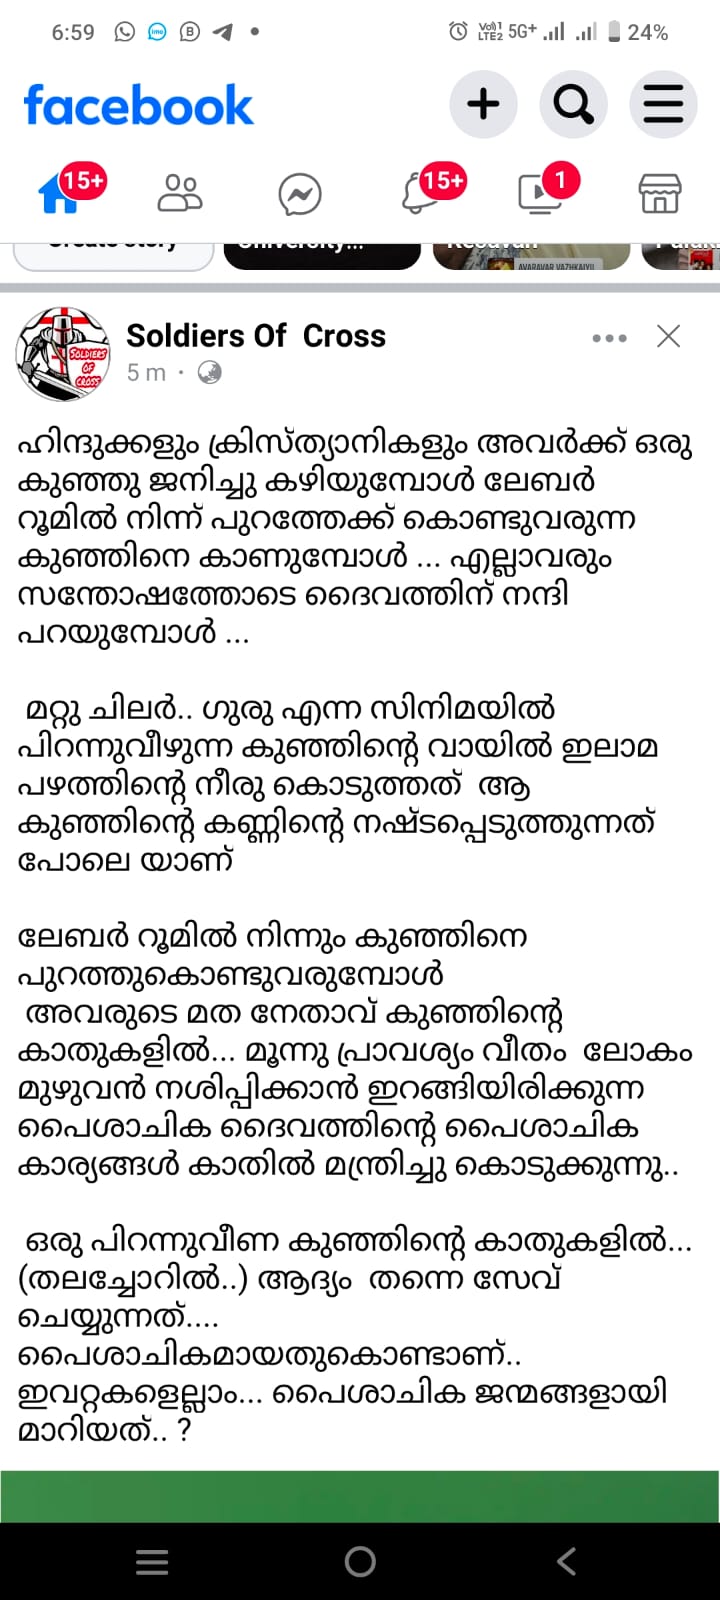 6:59
Vo)) 1
LTE2 5G+ 24%
facebook
15+ 15+ 1
Create story University... Kesavan
AVARAVAR VAZHKAIYIL
Soldiers Of Cross
SOLDIERS
OF
CROSS
5 m ·
ഹിന്ദുക്കളും ക്രിസ്ത്യാനികളും അവർക്ക് ഒരു
കുഞ്ഞു ജനിച്ചു കഴിയുമ്പോൾ ലേബർ
റൂമിൽ നിന്ന് പുറത്തേക്ക് കൊണ്ടുവരുന്ന
കുഞ്ഞിനെ കാണുമ്പോൾ ... എല്ലാവരും
സന്തോഷത്തോടെ ദൈവത്തിന് നന്ദി
പറയുമ്പോൾ ...
മറ്റു ചിലർ.. ഗുരു എന്ന സിനിമയിൽ
പിറന്നുവീഴുന്ന കുഞ്ഞിന്റെ വായിൽ ഇലാമ
പഴത്തിന്റെ നീരു കൊടുത്തത് ആ
കുഞ്ഞിന്റെ കണ്ണിന്റെ നഷ്ടപ്പെടുത്തുന്നത്
പോലെ യാണ്
ലേബർ റൂമിൽ നിന്നും കുഞ്ഞിനെ
പുറത്തുകൊണ്ടുവരുമ്പോൾ
അവരുടെ മത നേതാവ് കുഞ്ഞിന്റെ
കാതുകളിൽ... മൂന്നു പ്രാവശ്യം വീതം ലോകം
മുഴുവൻ നശിപ്പിക്കാൻ ഇറങ്ങിയിരിക്കുന്ന
പൈശാചിക ദൈവത്തിന്റെ പൈശാചിക
കാര്യങ്ങൾ കാതിൽ മന്ത്രിച്ചു കൊടുക്കുന്നു..
ഒരു പിറന്നുവീണ കുഞ്ഞിന്റെ കാതുകളിൽ...
(തലച്ചോറിൽ..) ആദ്യം തന്നെ സേവ്
ചെയ്യുന്നത്....
പൈശാചികമായതുകൊണ്ടാണ്..
ഇവറ്റകളെല്ലാം... പൈശാചിക ജന്മങ്ങളായി
മാറിയത്.. ?